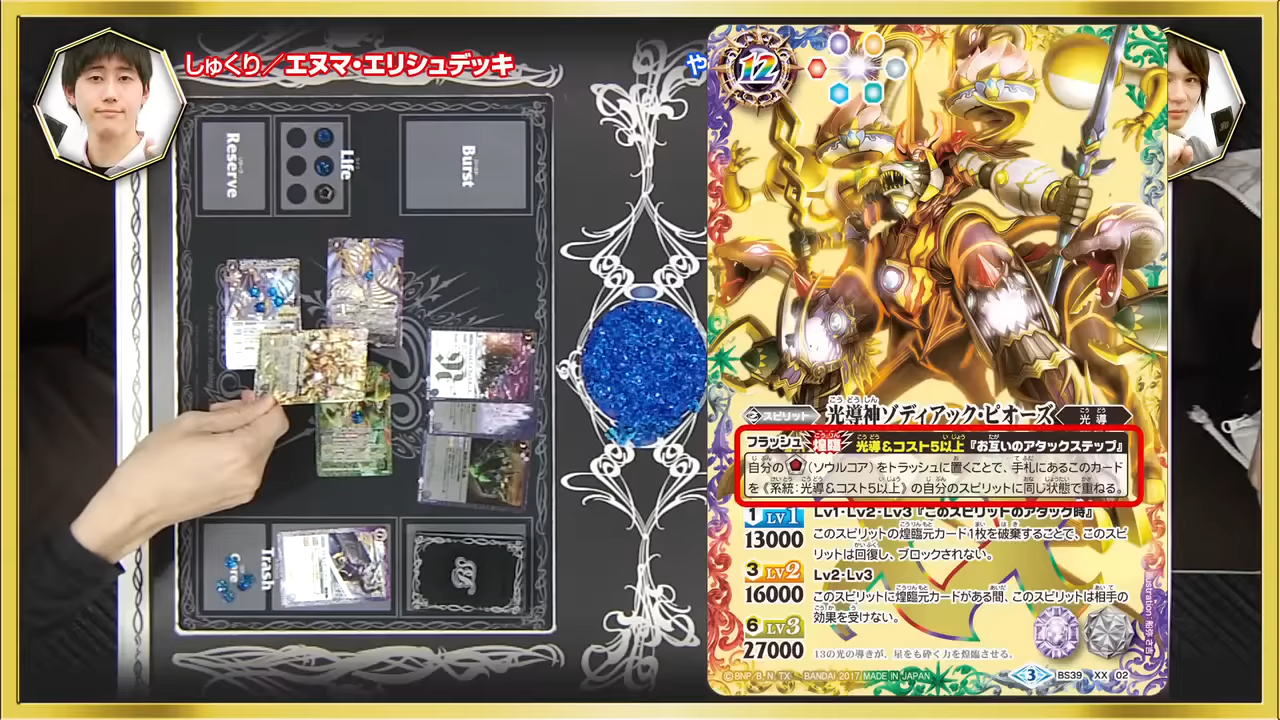 しゅくり／エヌマ・エリシュデッキ
や
Reserve
Life
Burst
Trash
12
スピリット
こうどうしん
光導神ゾディアック・ピオーズ
こうどう
光導
フラッシュ 煌臨 光導&コスト5以上『お互いのアタックステップ』
自分の(ソウルコア)をトラッシュに置くことで、手札にあるこのカード
を《系統：光導&コスト5以上》の自分のスピリットに同じ状態で重ねる。
1 LV1 13000
3 LV2 16000
6 LV3 27000
Lv1・Lv2・Lv3『このスピリットのアタック時』
このスピリットの煌臨元カード1枚を破棄することで、このスピ
リットは回復し、ブロックされない。
Lv2・Lv3
このスピリットに煌臨元カードがある間、このスピリットは相手の
効果を受けない。
13の光の導きが、星をも砕く力を煌臨させる。
©BNP/B,N,TX BANDAI 2017 MADE IN JAPAN
3 BS39 XX 02